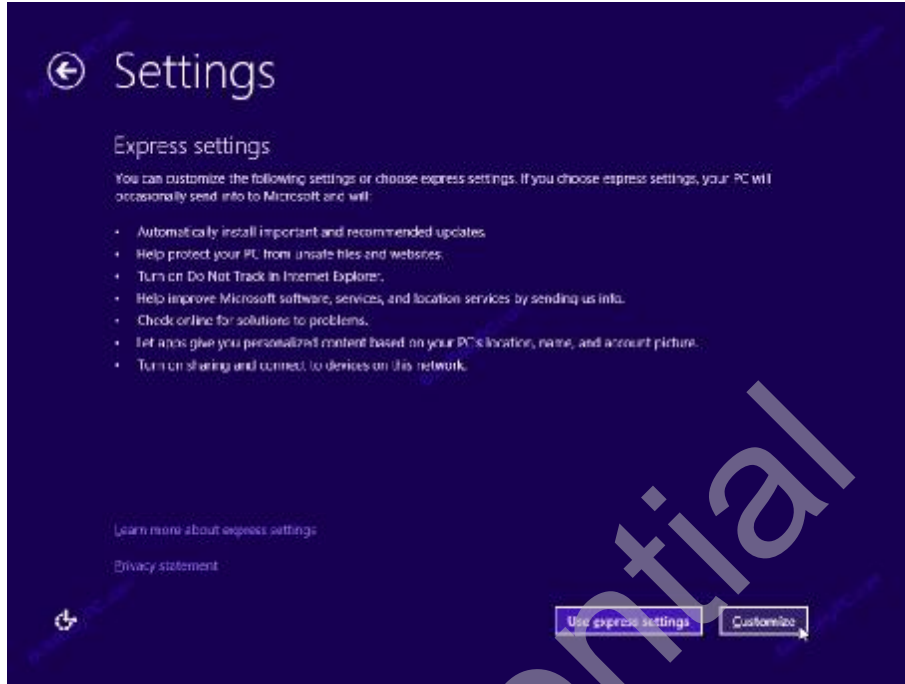 Settings
Express settings
You can customize the following settings or choose express settings. If you choose express settings, your PC will
occasionally send info to Microsoft and will:
• Automatically install important and recommended updates.
• Help protect your PC from unsafe files and websites.
• Turn on Do Not Track in Internet Explorer.
• Help improve Microsoft software, services, and location services by sending us info.
• Check online for solutions to problems.
• Let apps give you personalized content based on your PC's location, name, and account picture.
• Turn on sharing and connect to devices on this network.
Learn more about express settings
Privacy statement
Use express settings
Customize
ential